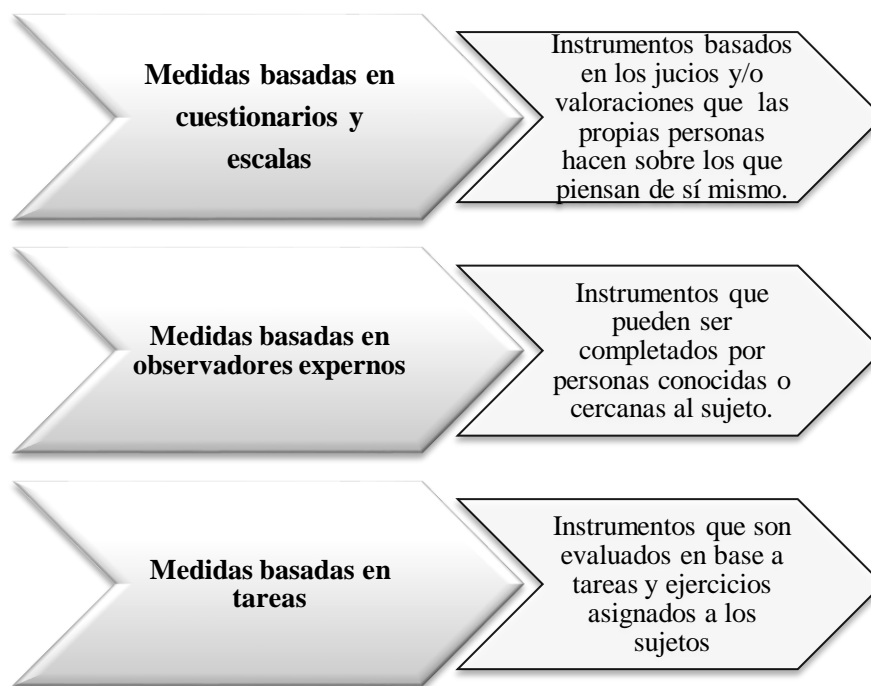 Medidas basadas en
cuestionarios y
escalas
Instrumentos basados
en los jucios y/o
valoraciones que las
propias personas
hacen sobre los que
piensan de sí mismo.
Medidas basadas en
observadores expernos
Instrumentos que
pueden ser
completados por
personas conocidas o
cercanas al sujeto.
Medidas basadas en
tareas
Instrumentos que son
evaluados en base a
tareas y ejercicios
asignados a los
sujetos